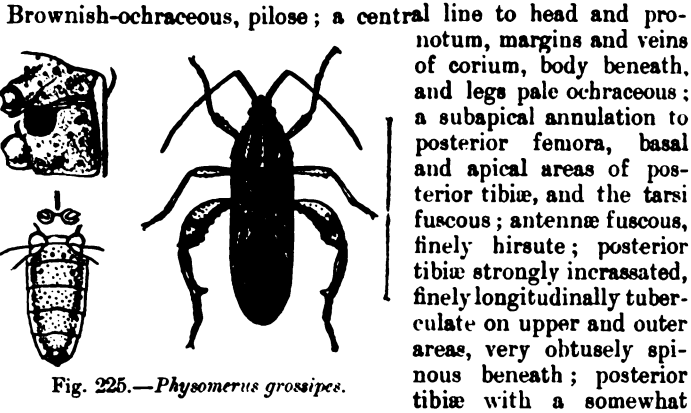 Brownish-ochraceous, pilose; a central line to head and pro-
notum, margins and veins
of corium, body beneath,
and legs pale ochraceous;
a subapical annulation to
posterior femora, basal
and apical areas of pos-
terior tibiæ, and the tarsi
fuscous; antennæ fuscous,
finely hirsute; posterior
tibiæ strongly incrassated,
finely longitudinally tuber-
culate on upper and outer
areas, very obtusely spi-
nous beneath; posterior
tibiæ with a somewhat
Fig. 225.—Physomerus grossipes.